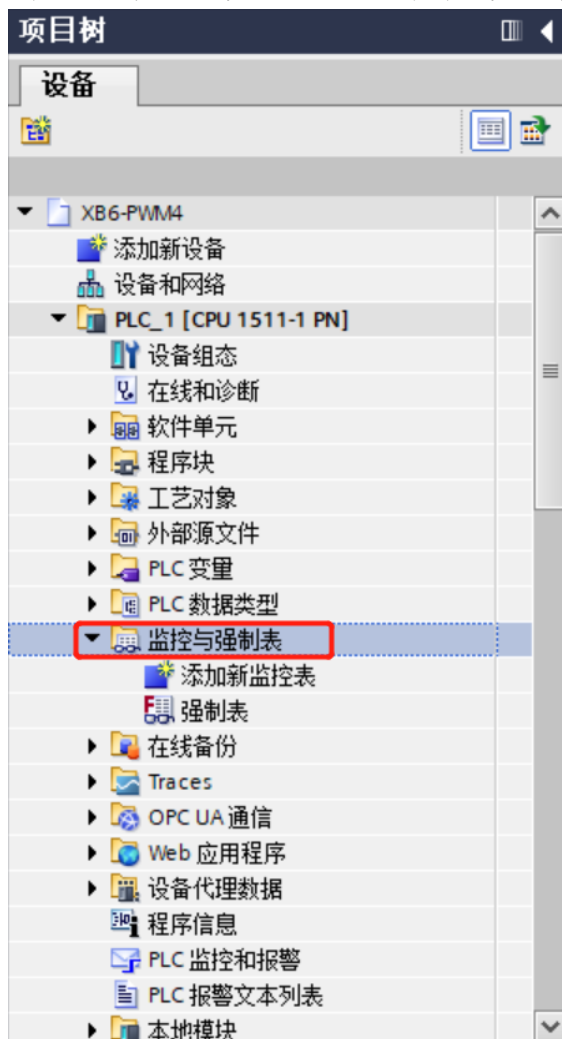 项目树
设备
XB6-PWM4
添加新设备
设备和网络
PLC_1 [CPU 1511-1 PN]
设备组态
在线和诊断
软件单元
程序块
工艺对象
外部源文件
PLC 变量
PLC 数据类型
监控与强制表
添加新监控表
强制表
在线备份
Traces
OPC UA 通信
Web 应用程序
设备代理数据
程序信息
PLC 监控和报警
PLC 报警文本列表
本地模块